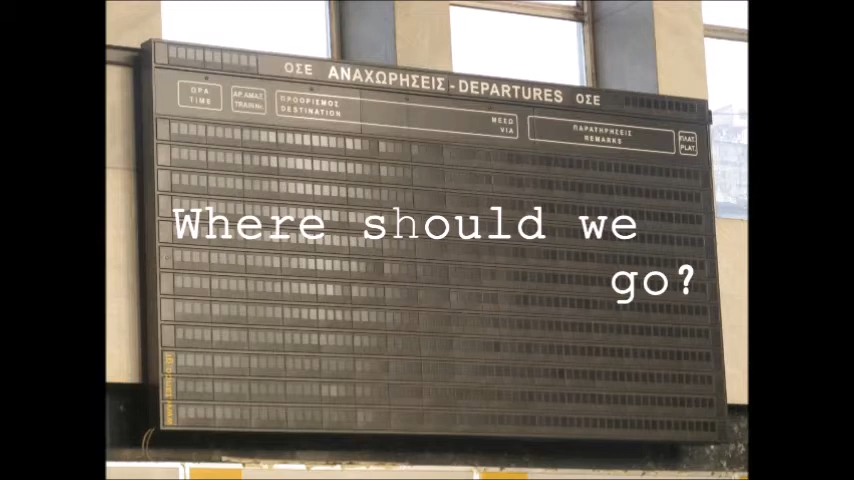 ΟΣΕ ΑΝΑΧΩΡΗΣΕΙΣ - DEPARTURES ΟΣΕ
ΩΡΑ
TIME
ΑΡ. ΑΜΑΞ.
TRAIN No.
ΠΡΟΟΡΙΣΜΟΣ
DESTINATION
ΜΕΣΩ
VIA
ΠΑΡΑΤΗΡΗΣΕΙΣ
REMARKS
ΠΛΑΤ.
PLAT.
Where should we
go?